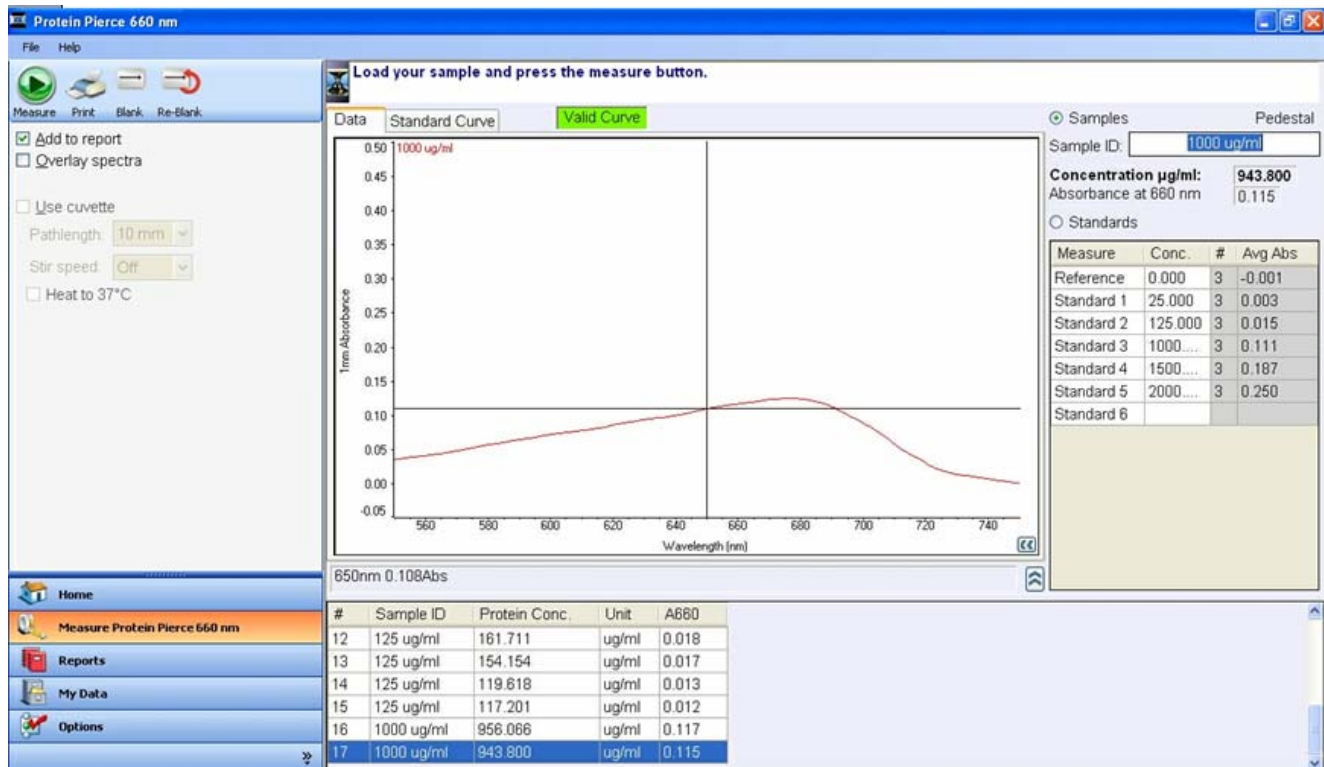 Protein Pierce 660 nm
File Help
Measure Print Blank Re-Blank
Add to report
Overlay spectra
Use cuvette
Pathlength: 10 mm
Stir speed: Off
Heat to 37°C
Home
Measure Protein Pierce 660 nm
Reports
My Data
Options
Load your sample and press the measure button.
Data Standard Curve Valid Curve
1000 ug/ml
0.50
0.45
0.40
0.35
0.30
0.25
0.20
0.15
0.10
0.05
0.00
-0.05
1mm Absorbance
560 580 600 620 640 660 680 700 720 740
Wavelength (nm)
650nm 0.108Abs
Samples Pedestal
Sample ID: 1000 ug/ml
Concentration µg/ml: 943.800
Absorbance at 660 nm 0.115
Standards
Measure Conc. # Avg Abs
Reference 0.000 3 -0.001
Standard 1 25.000 3 0.003
Standard 2 125.000 3 0.015
Standard 3 1000.... 3 0.111
Standard 4 1500.... 3 0.187
Standard 5 2000.... 3 0.250
Standard 6
# Sample ID Protein Conc. Unit A660
12 125 ug/ml 161.711 ug/ml 0.018
13 125 ug/ml 154.154 ug/ml 0.017
14 125 ug/ml 119.618 ug/ml 0.013
15 125 ug/ml 117.201 ug/ml 0.012
16 1000 ug/ml 956.066 ug/ml 0.117
17 1000 ug/ml 943.800 ug/ml 0.115